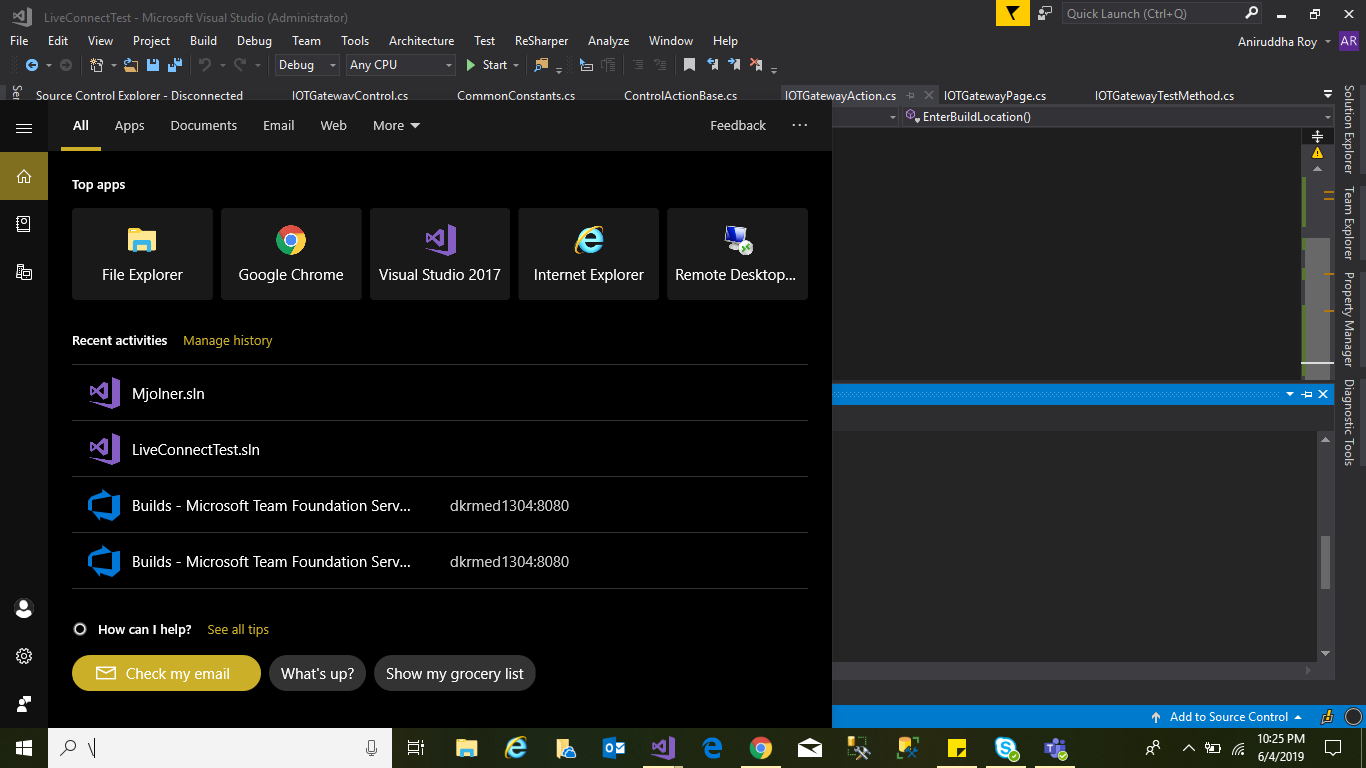 LiveConnectTest - Microsoft Visual Studio (Administrator)
Quick Launch (Ctrl+Q)
File Edit View Project Build Debug Team Tools Architecture Test ReSharper Analyze Window Help
Aniruddha Roy AR
Debug Any CPU Start
Source Control Explorer - Disconnected IOTGatewayControl.cs CommonConstants.cs ControlActionBase.cs IOTGatewayAction.cs IOTGatewayPage.cs IOTGatewayTestMethod.cs
EnterBuildLocation()
Se
All Apps Documents Email Web More Feedback ...
Top apps
File Explorer Google Chrome Visual Studio 2017 Internet Explorer Remote Desktop...
Recent activities Manage history
Mjolner.sln
LiveConnectTest.sln
Builds - Microsoft Team Foundation Serv... dkrmed1304:8080
Builds - Microsoft Team Foundation Serv... dkrmed1304:8080
How can I help? See all tips
Check my email What's up? Show my grocery list
Solution Explorer
Team Explorer
Property Manager
Diagnostic Tools
Add to Source Control
\
10:25 PM
6/4/2019